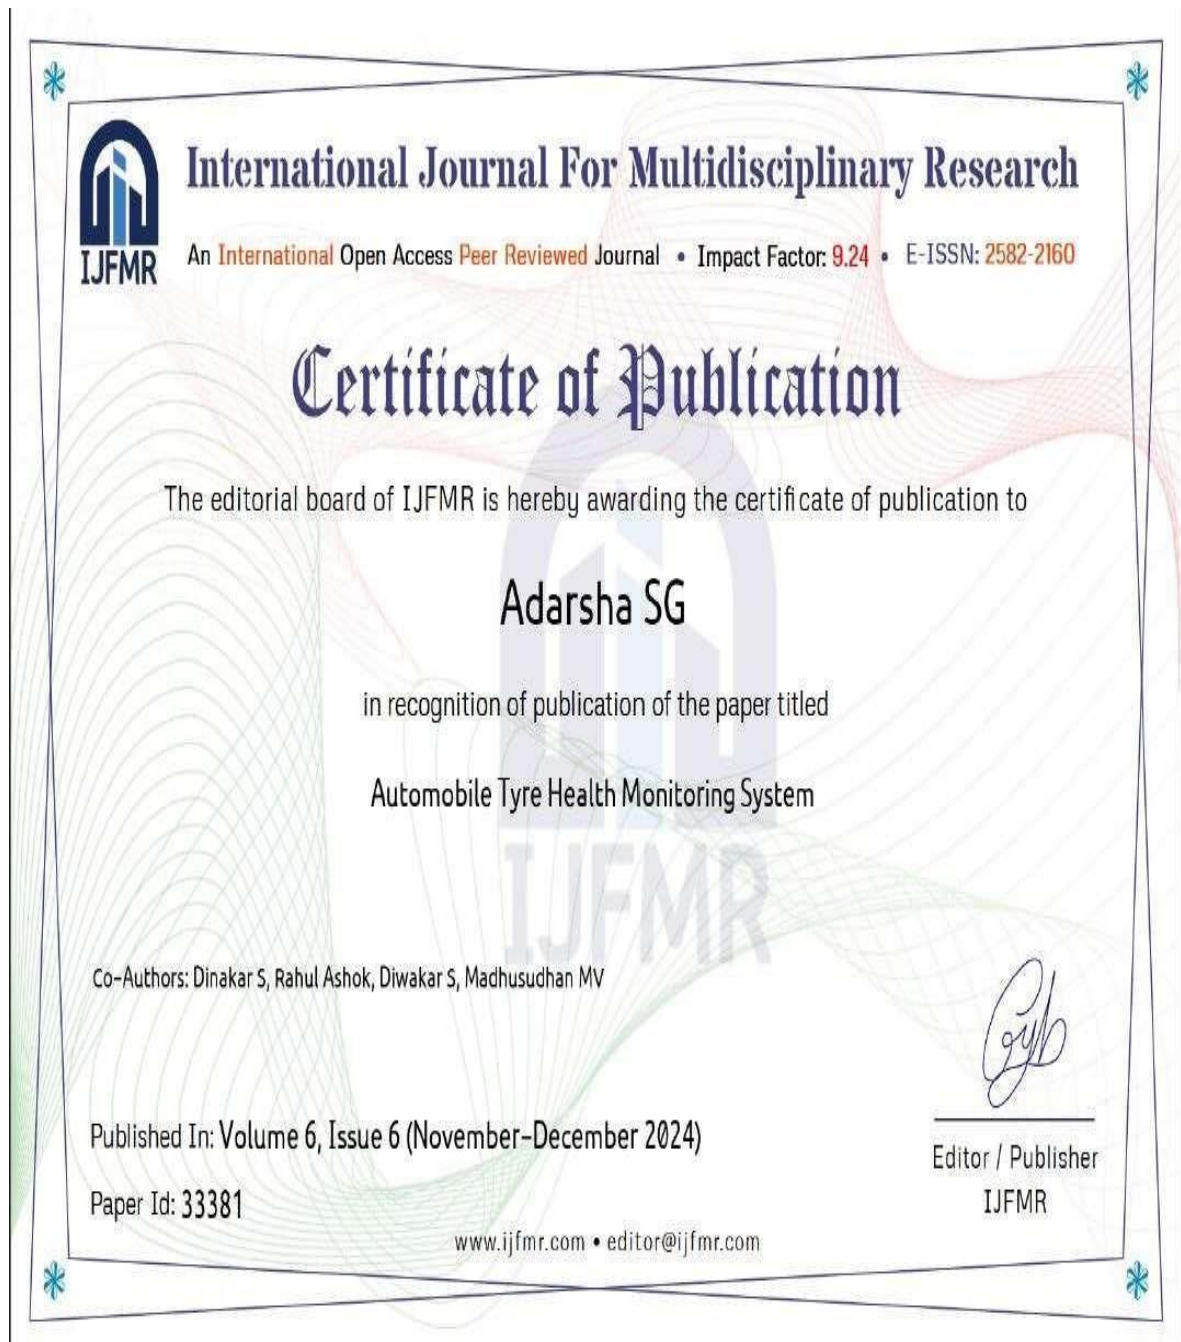 International Journal For Multidisciplinary Research
IJFMR
An International Open Access Peer Reviewed Journal • Impact Factor: 9.24 • E-ISSN: 2582-2160
Certificate of Publication
The editorial board of IJFMR is hereby awarding the certificate of publication to
Adarsha SG
in recognition of publication of the paper titled
Automobile Tyre Health Monitoring System
IJFMR
Co-Authors: Dinakar S, Rahul Ashok, Diwakar S, Madhusudhan MV
Published In: Volume 6, Issue 6 (November-December 2024)
Paper Id: 33381
Editor / Publisher
IJFMR
www.ijfmr.com • editor@ijfmr.com